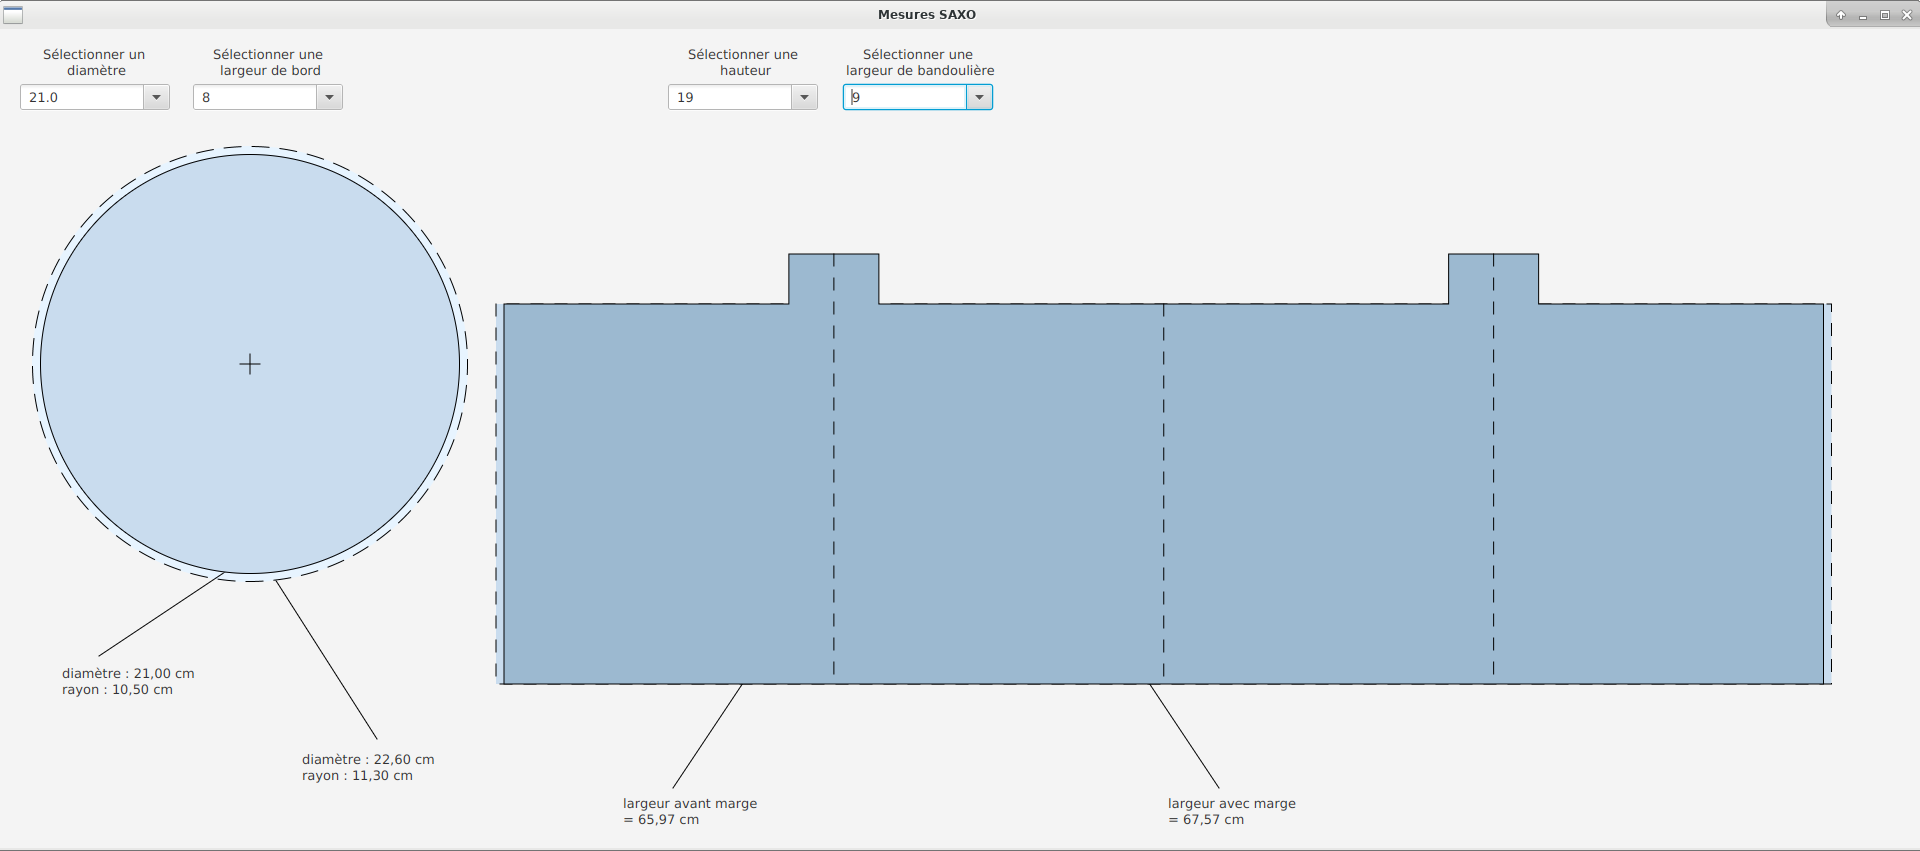 Mesures SAXO
Sélectionner un
diamètre
Sélectionner une
largeur de bord
Sélectionner une
hauteur
Sélectionner une
largeur de bandoulière
21.0
8
19
9
diamètre : 21,00 cm
rayon : 10,50 cm
diamètre : 22,60 cm
rayon : 11,30 cm
largeur avant marge
= 65,97 cm
largeur avec marge
= 67,57 cm